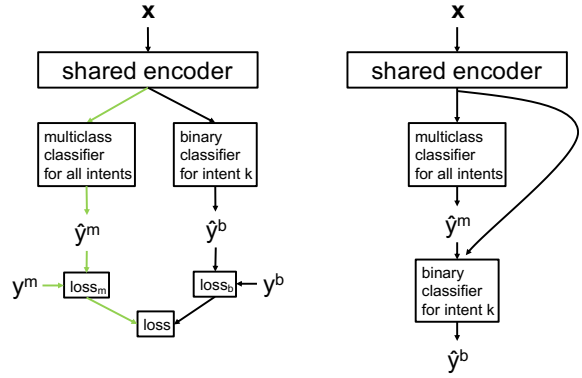 x
shared encoder
multiclass
classifier
for all intents
binary
classifier
for intent k
ŷᵐ
ŷᵇ
yᵐ
lossₘ
loss_b
yᵇ
loss
x
shared encoder
multiclass
classifier
for all intents
ŷᵐ
binary
classifier
for intent k
ŷᵇ